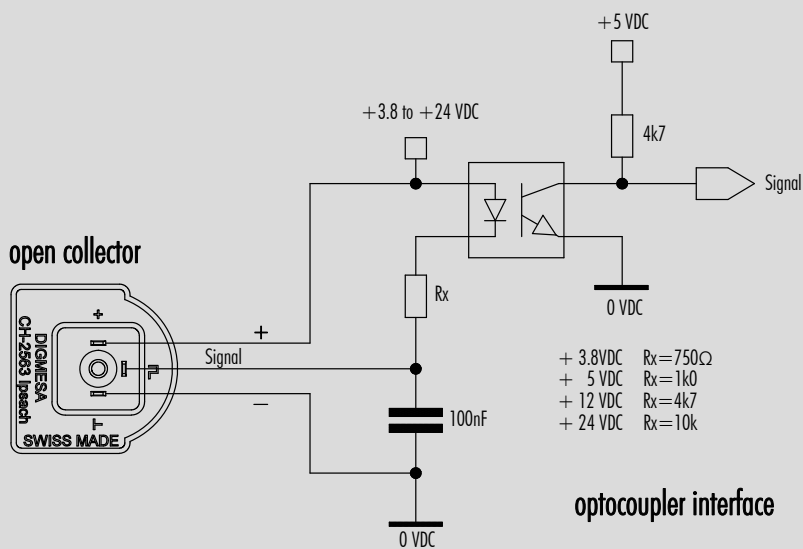 +5 VDC
+3.8 to +24 VDC
4k7
Signal
open collector
0 VDC
Rx
+
DIGMESA
CH-2563 Ipsach
SWISS MADE
+
Signal
−
100nF
+ 3.8VDC Rx=750Ω
+ 5 VDC Rx=1k0
+ 12 VDC Rx=4k7
+ 24 VDC Rx=10k
optocoupler interface
0 VDC